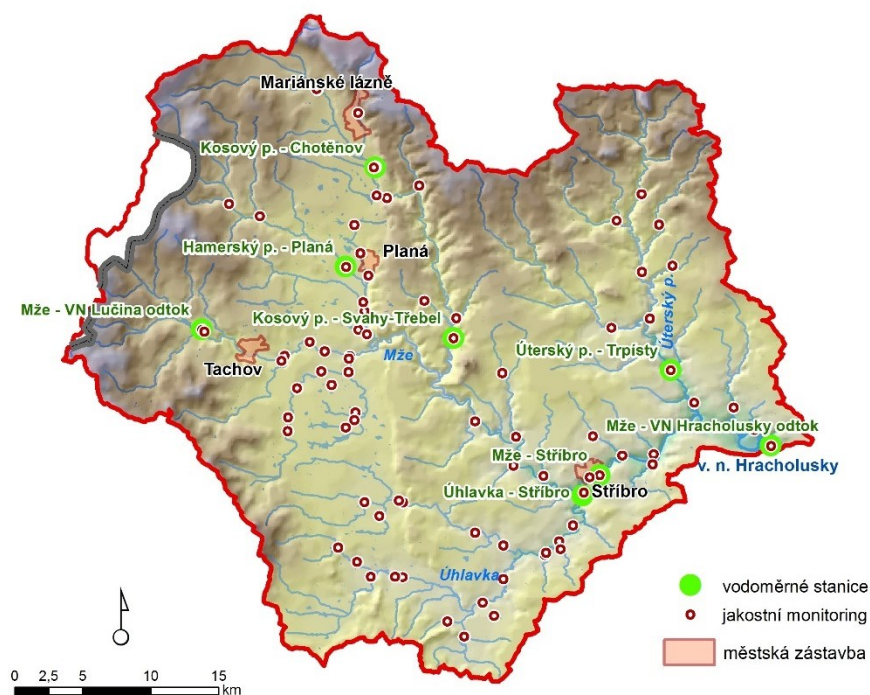 Mariánské lázně
Kosový p. - Chotěnov
Hamerský p. - Planá
Planá
Mže - VN Lučina odtok
Kosový p. - Svahy-Třebel
Úterský p.
Mže
Tachov
Úterský p. - Trpísty
Mže - VN Hracholusky odtok
Mže - Stříbro
v. n. Hracholusky
Úhlavka - Stříbro
Stříbro
Úhlavka
vodoměrné stanice
jakostní monitoring
městská zástavba
0 2,5 5 10 15
km